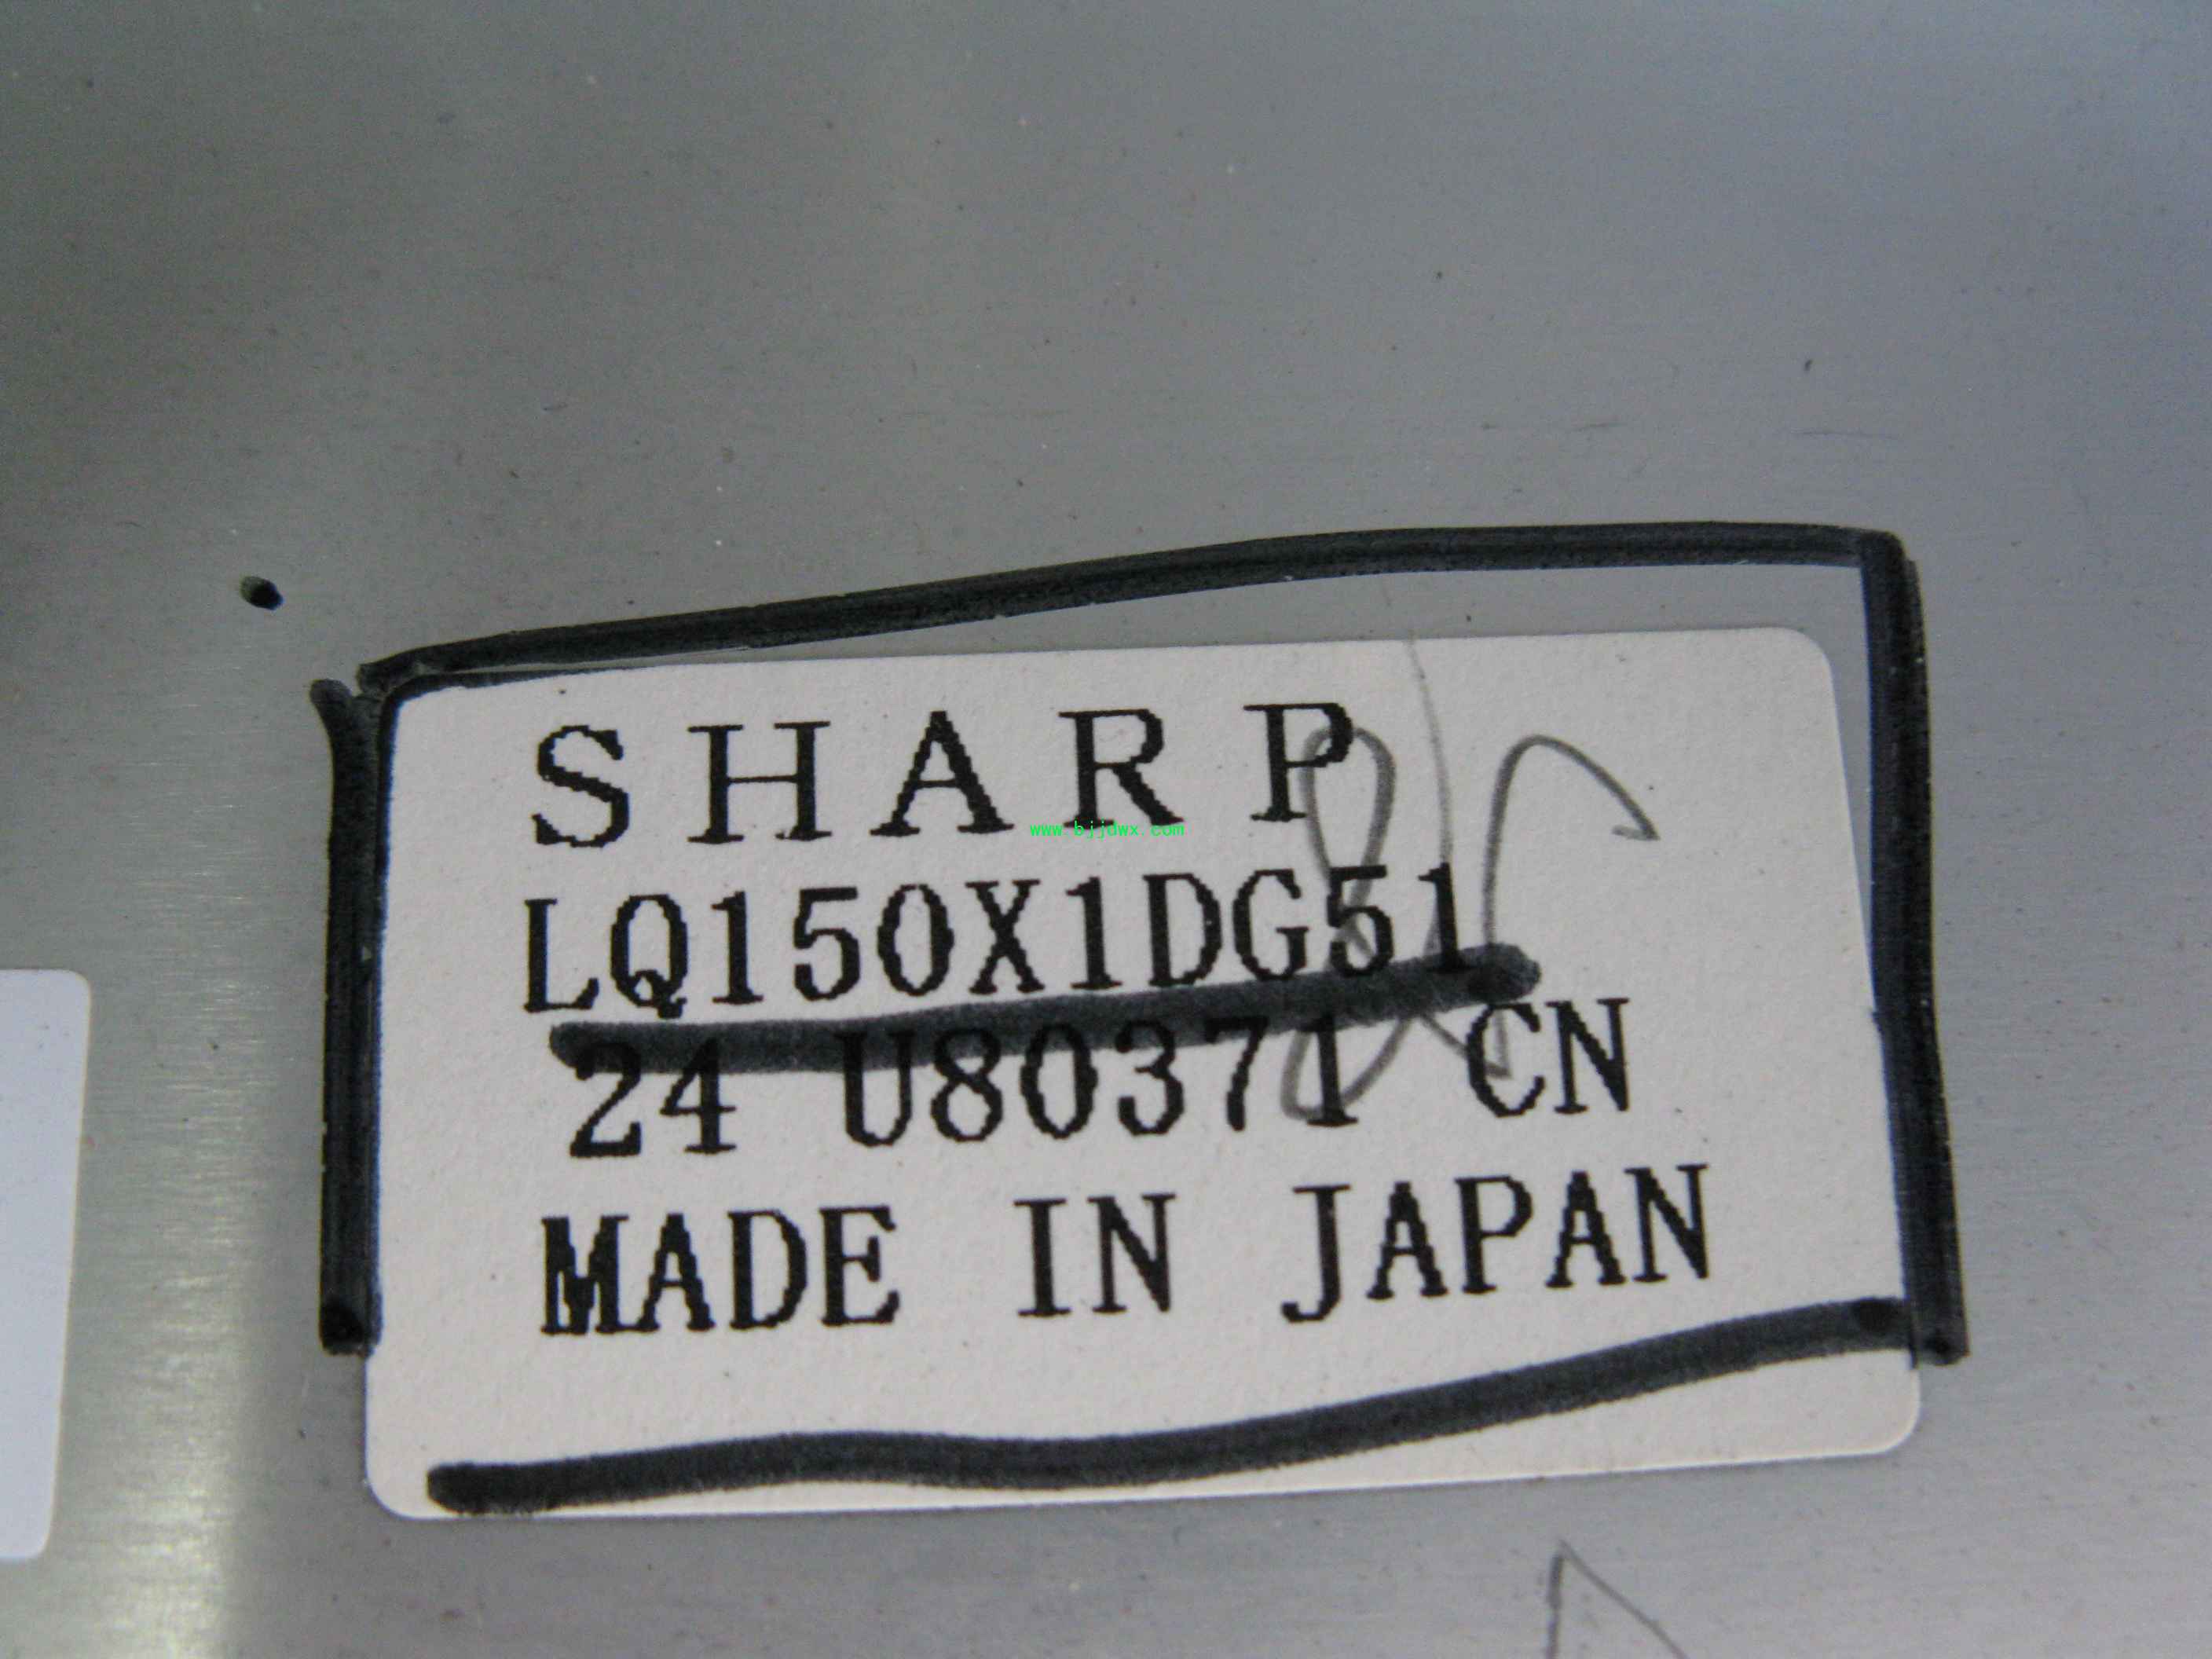 SHARP
www.bjjdwx.com
LQ150X1DG51
24 U80371 CN
MADE IN JAPAN